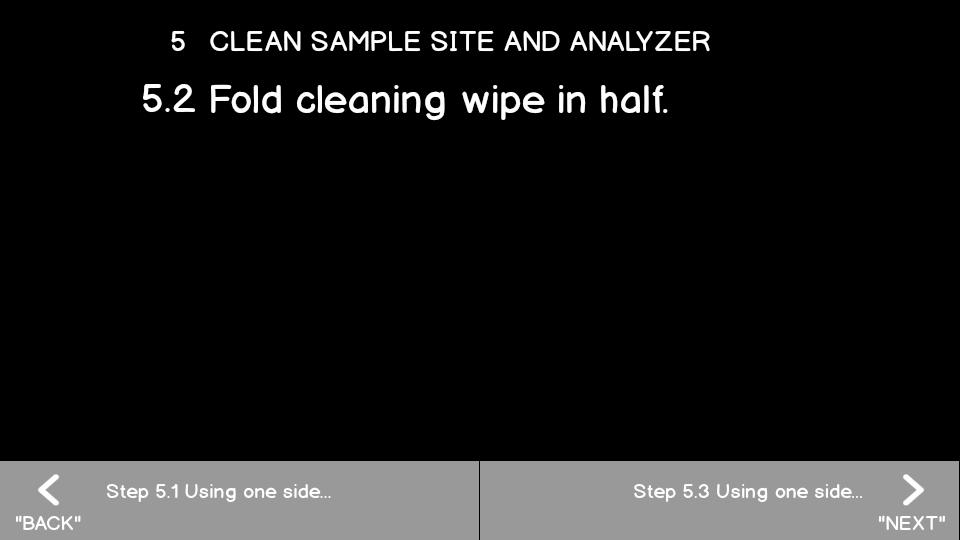 5 CLEAN SAMPLE SITE AND ANALYZER
5.2 Fold cleaning wipe in half.
Step 5.1 Using one side...
"BACK"
Step 5.3 Using one side...
"NEXT"